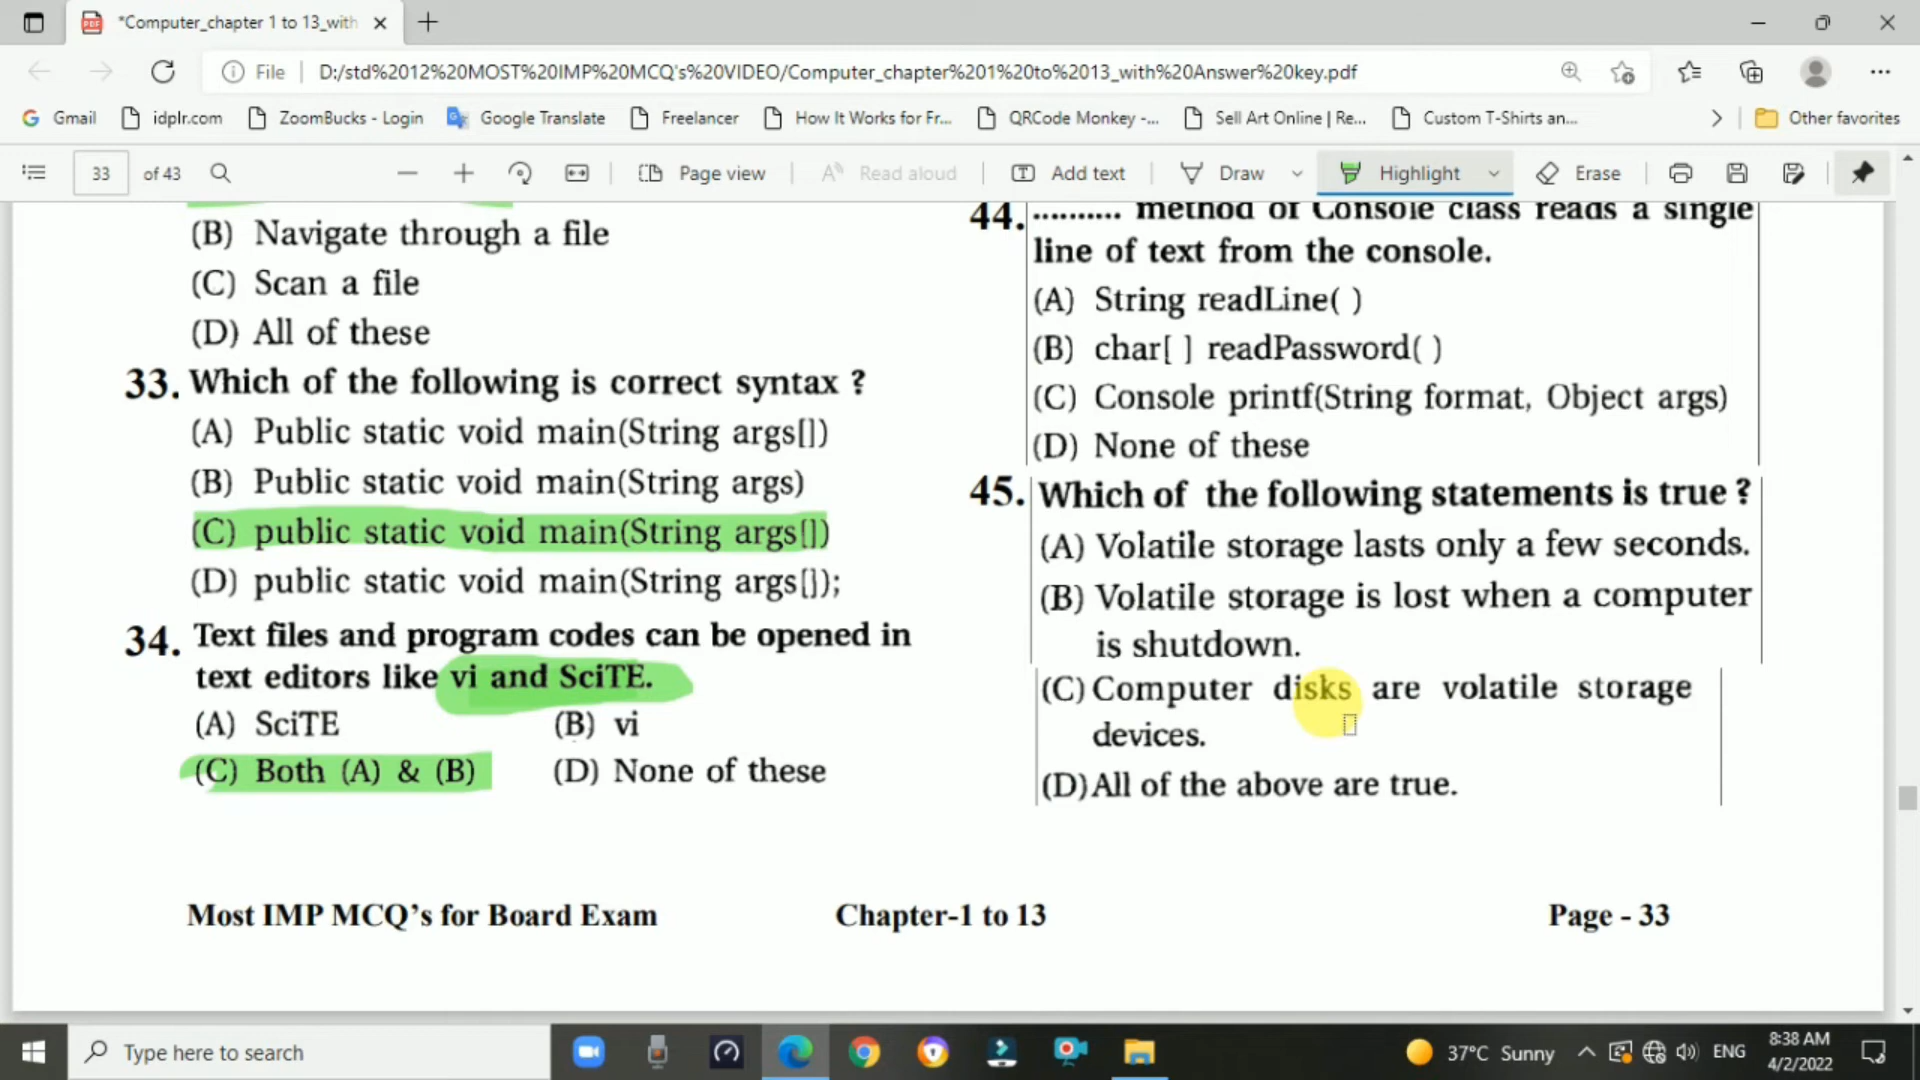 *Computer_chapter 1 to 13_with
File
D:/std%2012%20MOST%20IMP%20MCQ's%20VIDEO/Computer_chapter%201%20to%2013_with%20Answer%20key.pdf
Gmail
idplr.com
ZoomBucks - Login
Google Translate
Freelancer
How It Works for Fr...
QRCode Monkey -...
Sell Art Online | Re...
Custom T-Shirts an...
Other favorites
33 of 43
Page view
Read aloud
Add text
Draw
Highlight
Erase
(B) Navigate through a file
(C) Scan a file
(D) All of these
33. Which of the following is correct syntax ?
(A) Public static void main(String args[])
(B) Public static void main(String args)
(C) public static void main(String args[])
(D) public static void main(String args[]);
34. Text files and program codes can be opened in
text editors like vi and SciTE.
(A) SciTE (B) vi
(C) Both (A) & (B) (D) None of these
44. .......... method of Console class reads a single
line of text from the console.
(A) String readLine( )
(B) char[ ] readPassword( )
(C) Console printf(String format, Object args)
(D) None of these
45. Which of the following statements is true ?
(A) Volatile storage lasts only a few seconds.
(B) Volatile storage is lost when a computer
is shutdown.
(C) Computer disks are volatile storage
devices.
(D) All of the above are true.
Most IMP MCQ's for Board Exam Chapter-1 to 13 Page - 33
Type here to search
37°C Sunny
ENG
8:38 AM
4/2/2022